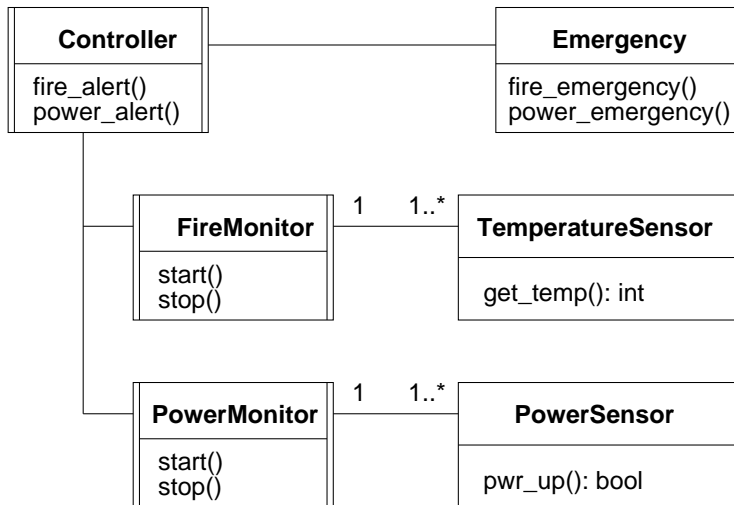 Controller
fire_alert()
power_alert()
Emergency
fire_emergency()
power_emergency()
FireMonitor
start()
stop()
1 1..*
TemperatureSensor
get_temp(): int
PowerMonitor
start()
stop()
1 1..*
PowerSensor
pwr_up(): bool